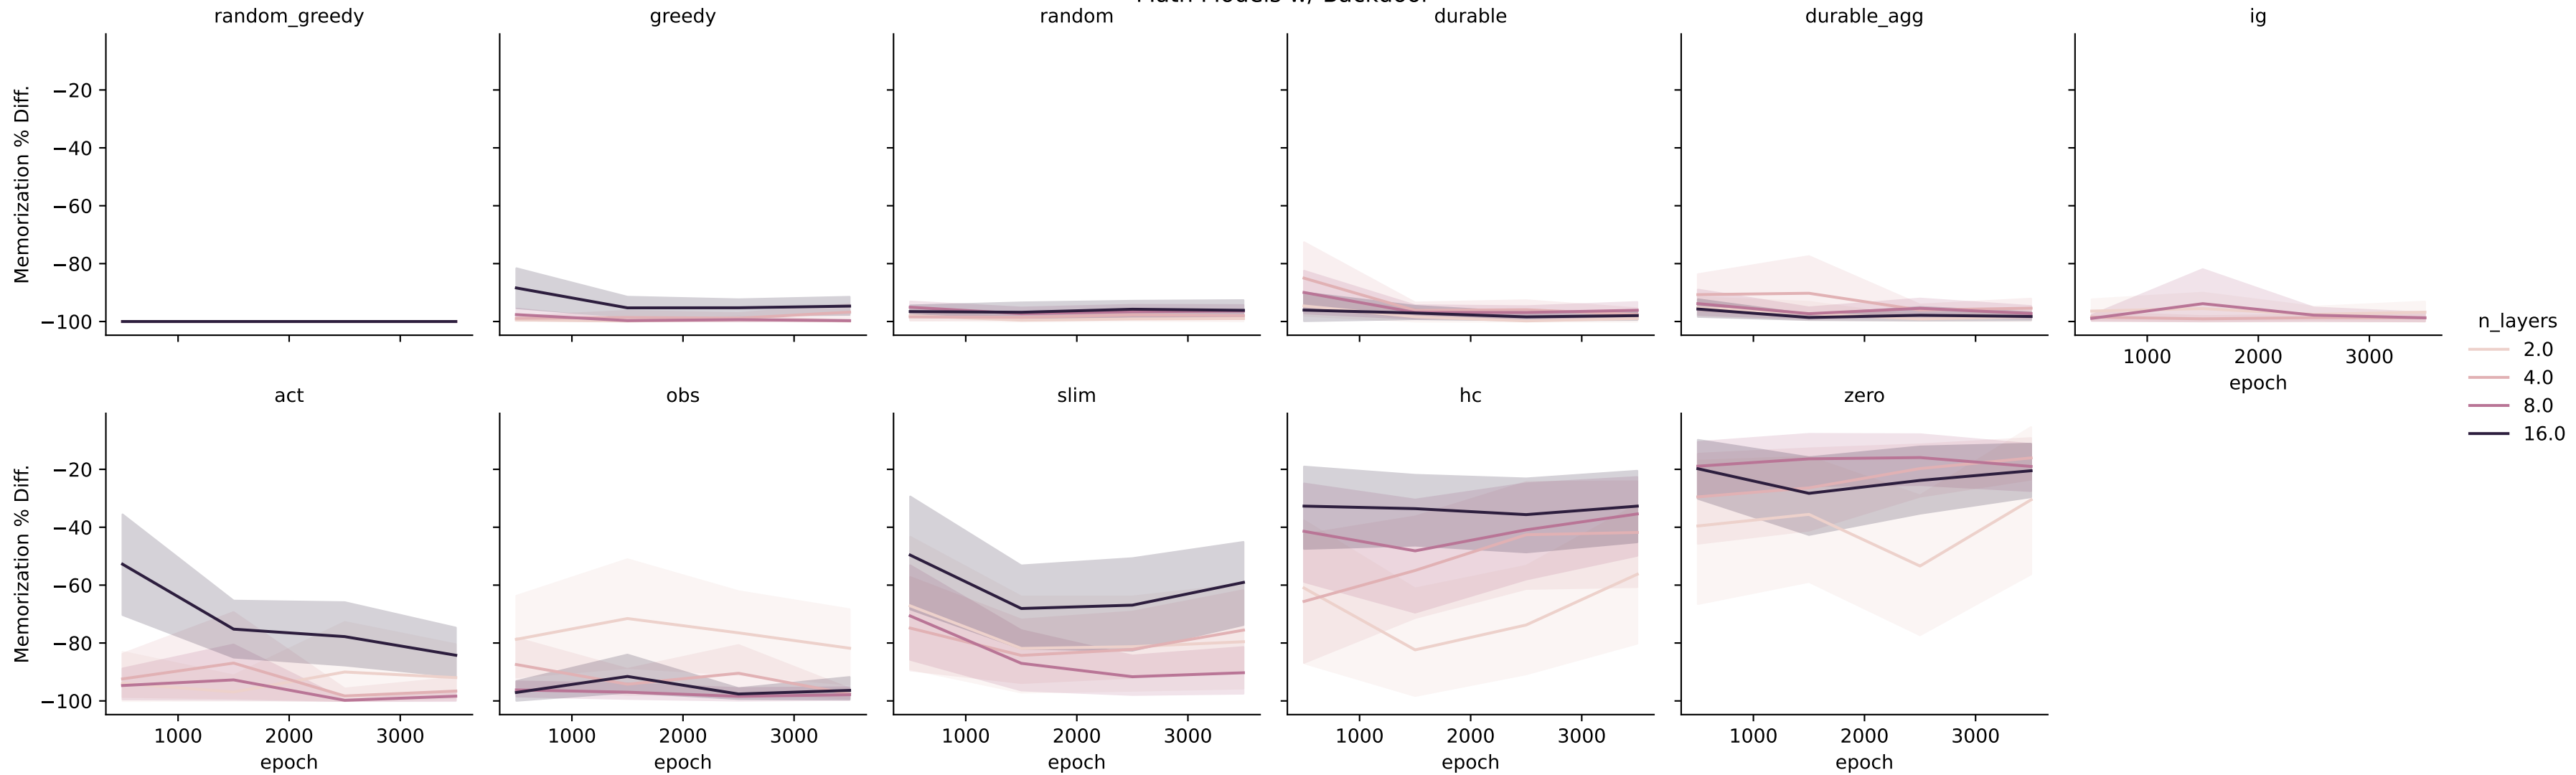 random_greedy greedy random durable durable_agg ig
Memorization % Diff.
−20
−40
−60
−80
−100
1000 2000 3000
epoch
n_layers
2.0
4.0
8.0
16.0
act obs slim hc zero
Memorization % Diff.
−20
−40
−60
−80
−100
1000 2000 3000 1000 2000 3000 1000 2000 3000 1000 2000 3000 1000 2000 3000
epoch epoch epoch epoch epoch